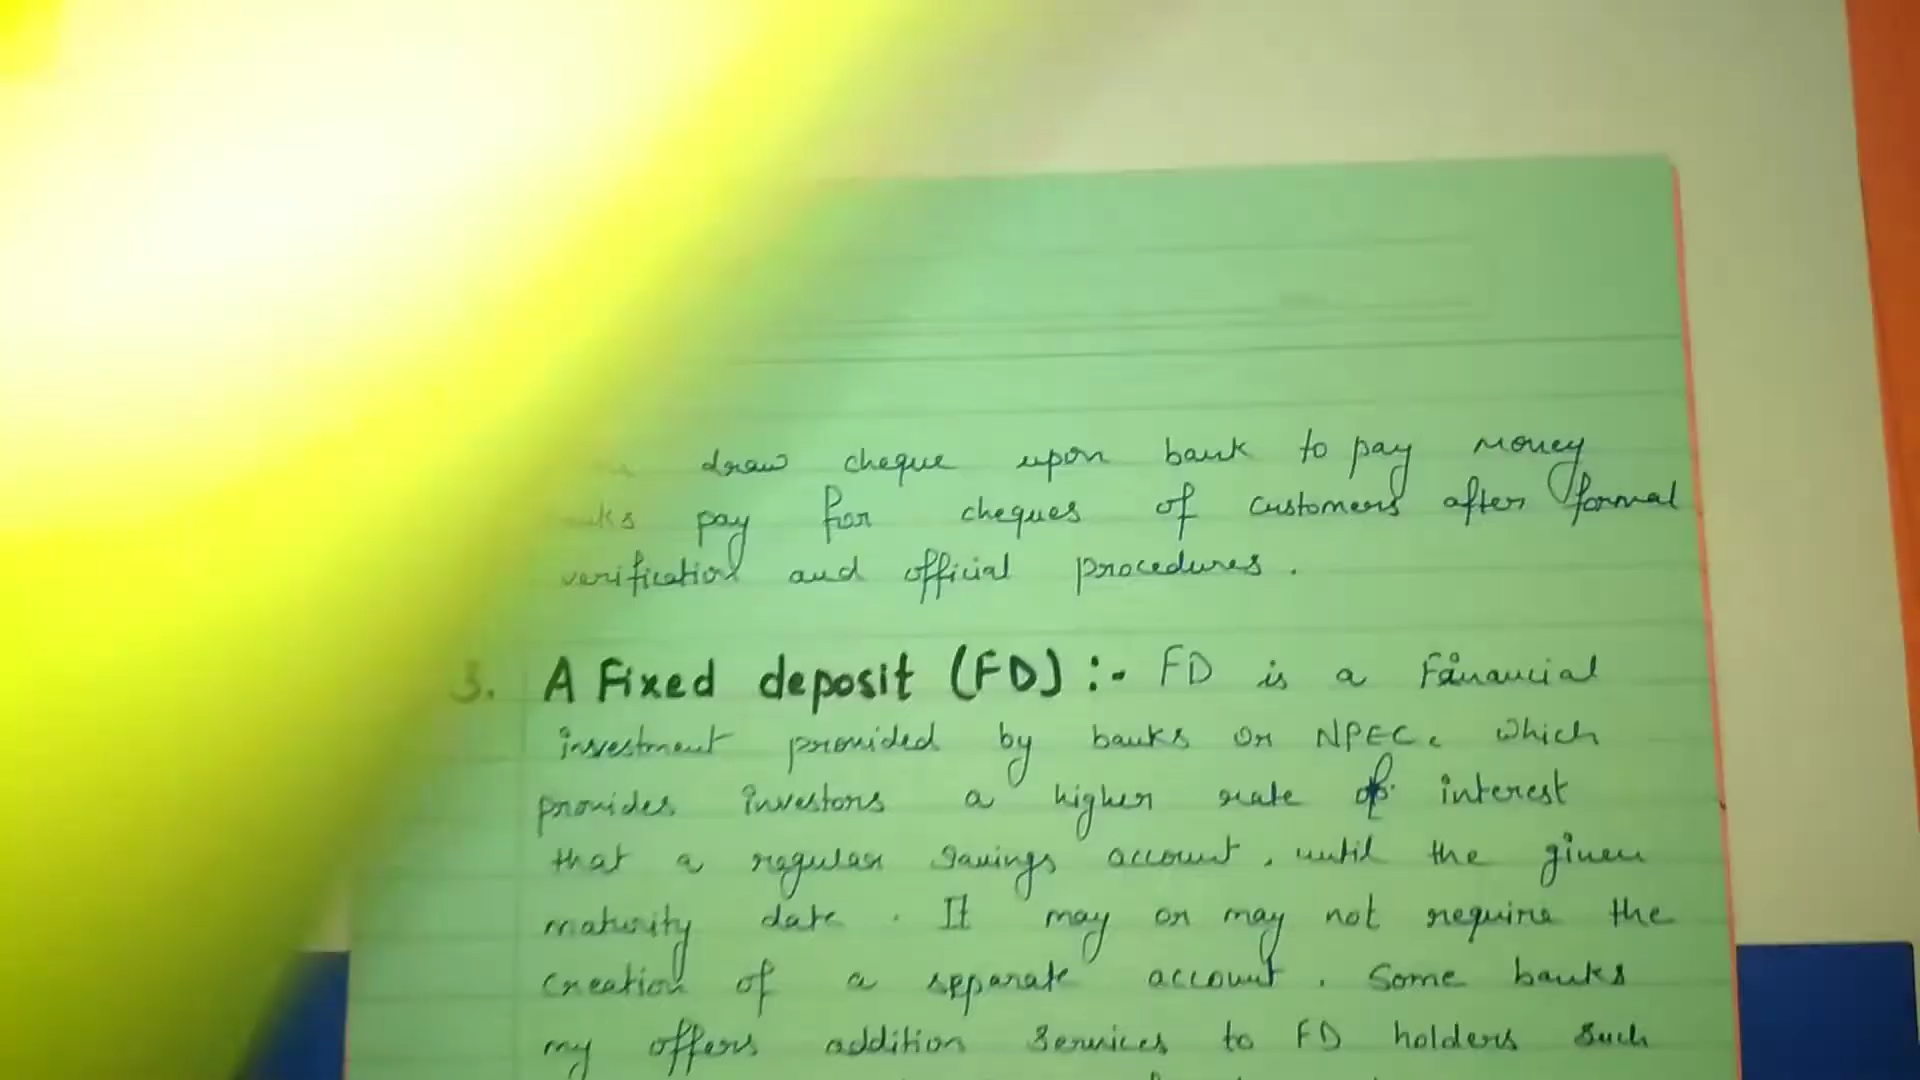 draw cheque upon bank to pay money
pay for cheques of customers after formal
verification and official procedures.
3. A Fixed deposit (FD) :- FD is a Financial
investment provided by banks or NPEC. which
provides investors a higher rate of interest
that a regular savings account, until the given
maturity date. It may or may not require the
creation of a spparate account. Some banks
my offers addition services to FD holders such